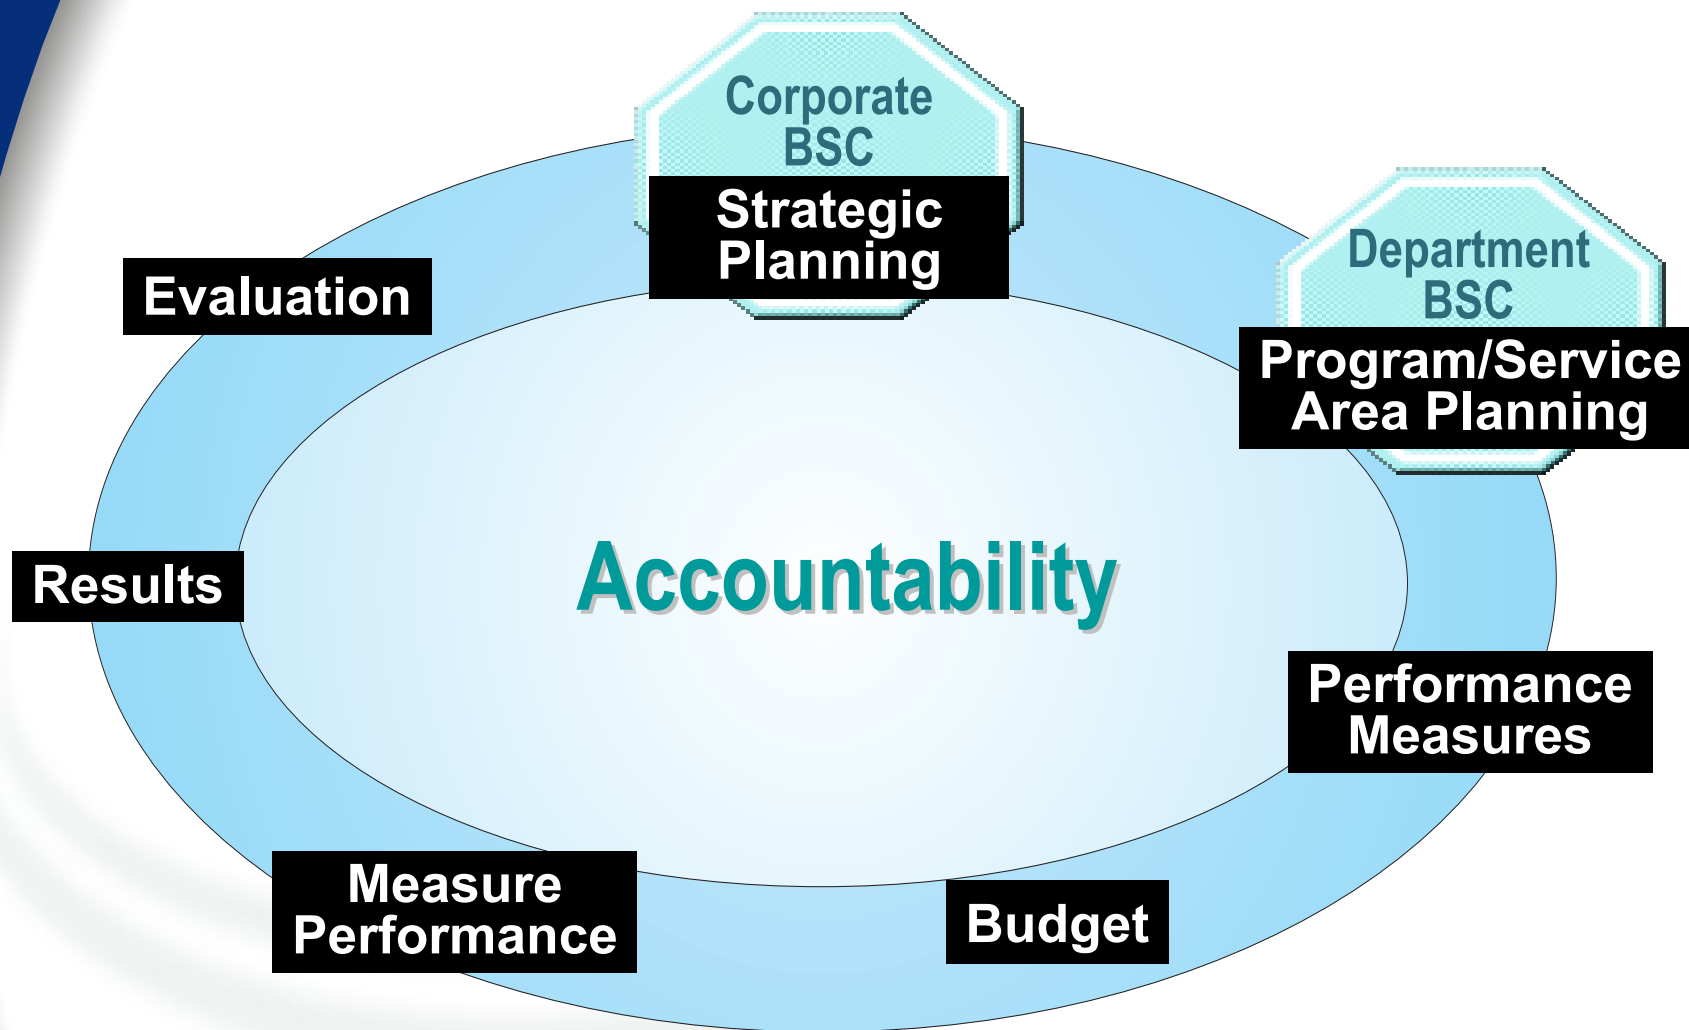 Corporate
BSC
Strategic
Planning
Department
BSC
Program/Service
Area Planning
Evaluation
Accountability
Results
Performance
Measures
Measure
Performance
Budget